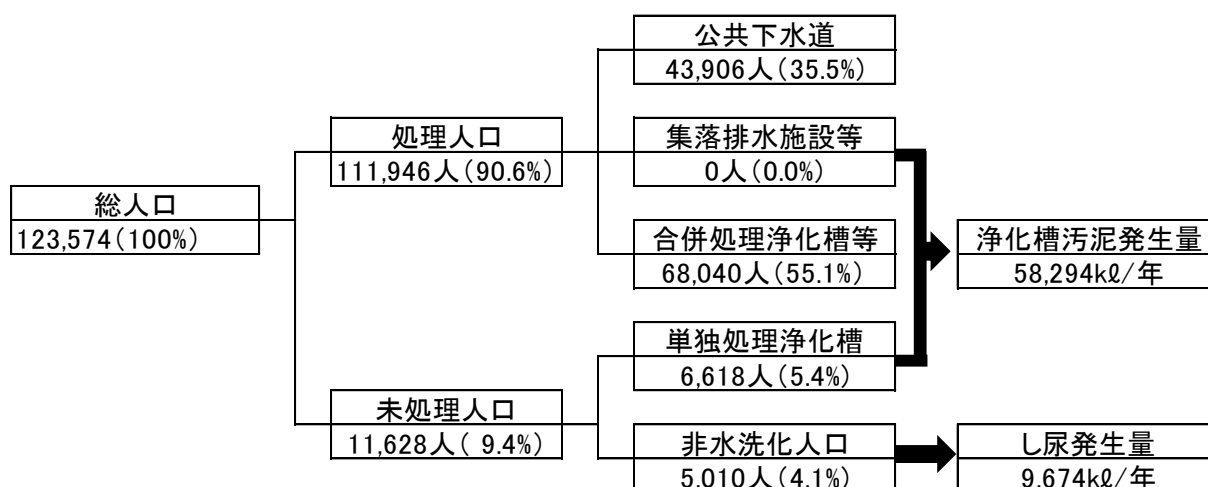 総人口
123,574(100%)
処理人口
111,946人(90.6%)
未処理人口
11,628人( 9.4%)
公共下水道
43,906人(35.5%)
集落排水施設等
0人(0.0%)
合併処理浄化槽等
68,040人(55.1%)
単独処理浄化槽
6,618人(5.4%)
非水洗化人口
5,010人(4.1%)
浄化槽汚泥発生量
58,294kℓ/年
し尿発生量
9,674kℓ/年